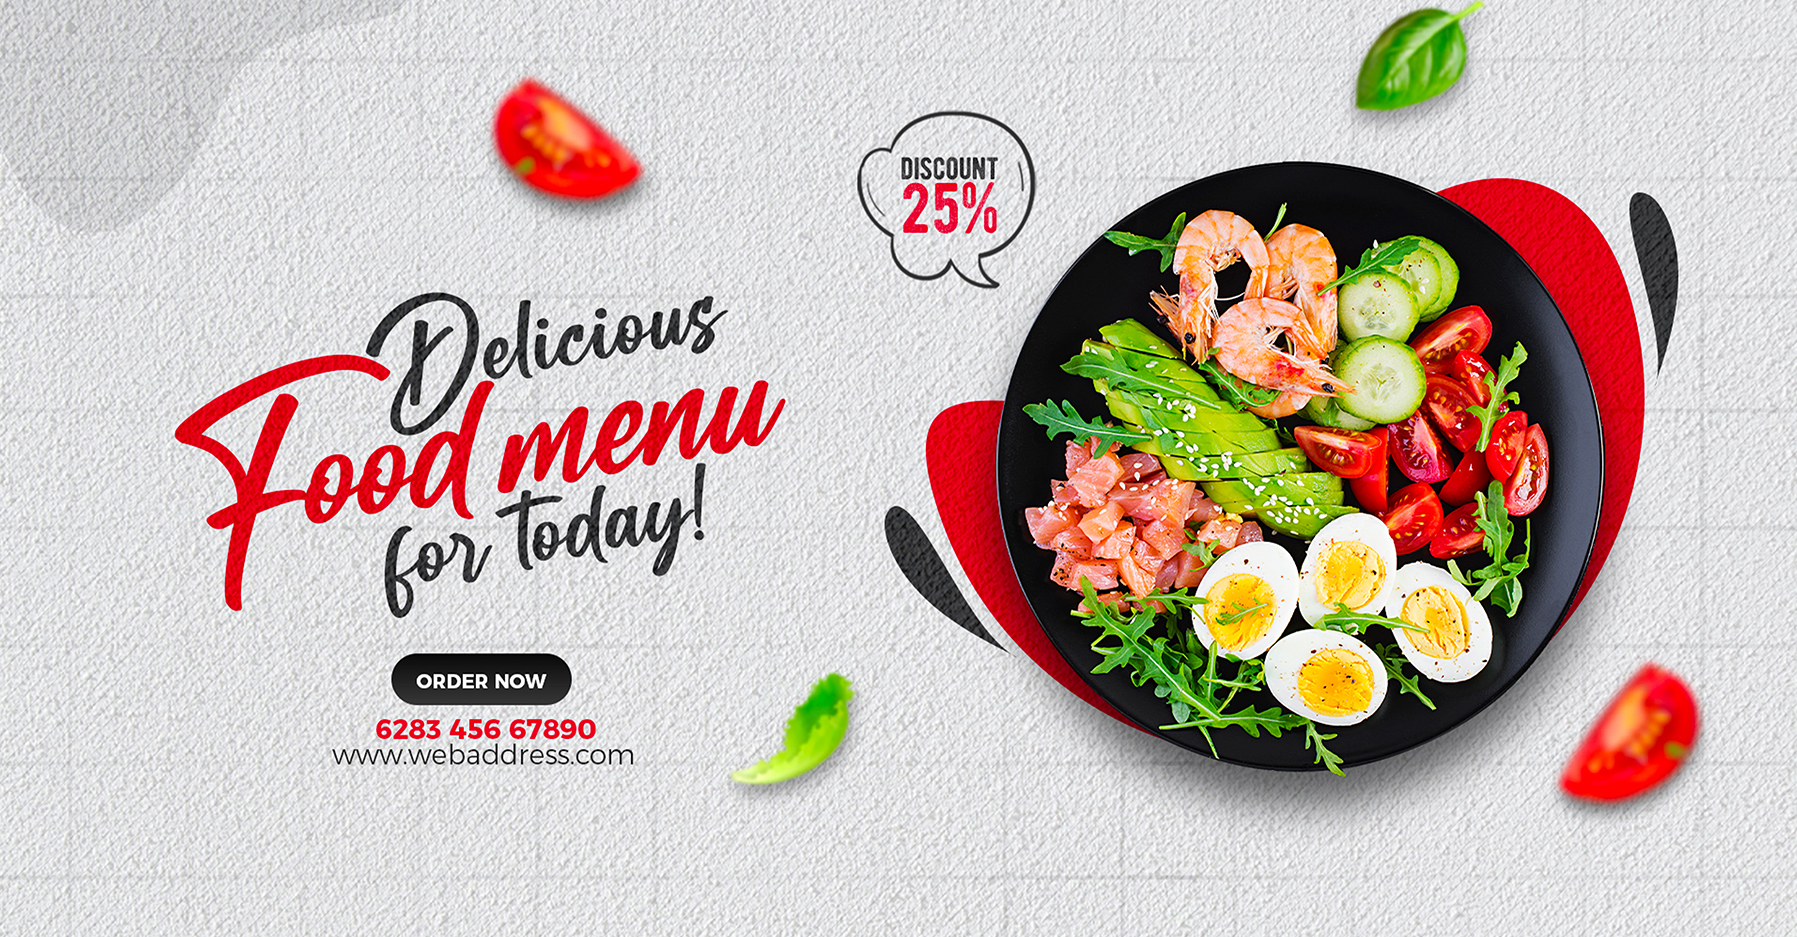 DISCOUNT
25%
Delicious
Food menu
for today!
ORDER NOW
6283 456 67890
www.webaddress.com